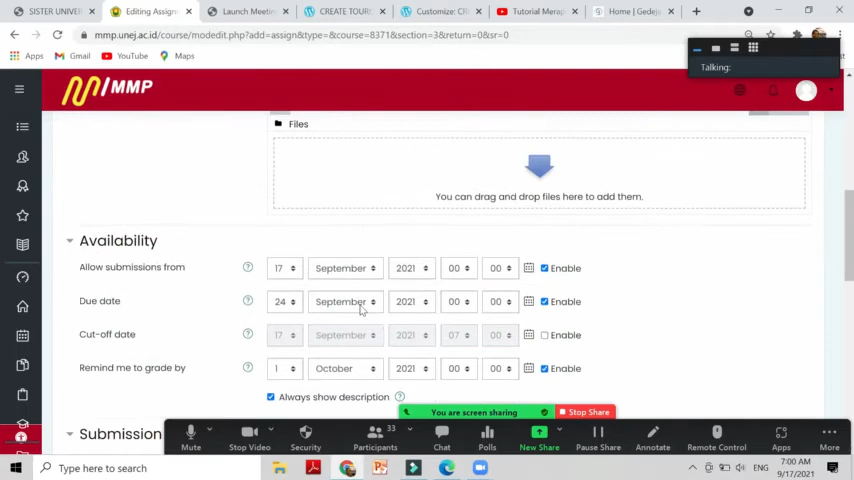 SISTER UNIVER
Editing Assignm
Launch Meetin
CREATE TOURS
Customize: CR
Tutorial Merap
Home | Gedeja
mmp.unej.ac.id/course/modedit.php?add=assign&type=&course=8371&section=3&return=0&sr=0
Apps
Gmail
YouTube
Maps
Talking:
MMP
Files
You can drag and drop files here to add them.
Availability
Allow submissions from ? 17 September 2021 00 00 Enable
Due date ? 24 September 2021 00 00 Enable
Cut-off date ? 17 September 2021 07 00 Enable
Remind me to grade by ? 1 October 2021 00 00 Enable
Always show description ?
You are screen sharing
Stop Share
Submission
33
Mute
Stop Video
Security
Participants
Chat
Polls
New Share
Pause Share
Annotate
Remote Control
Apps
More
Type here to search
ENG
7:00 AM
9/17/2021